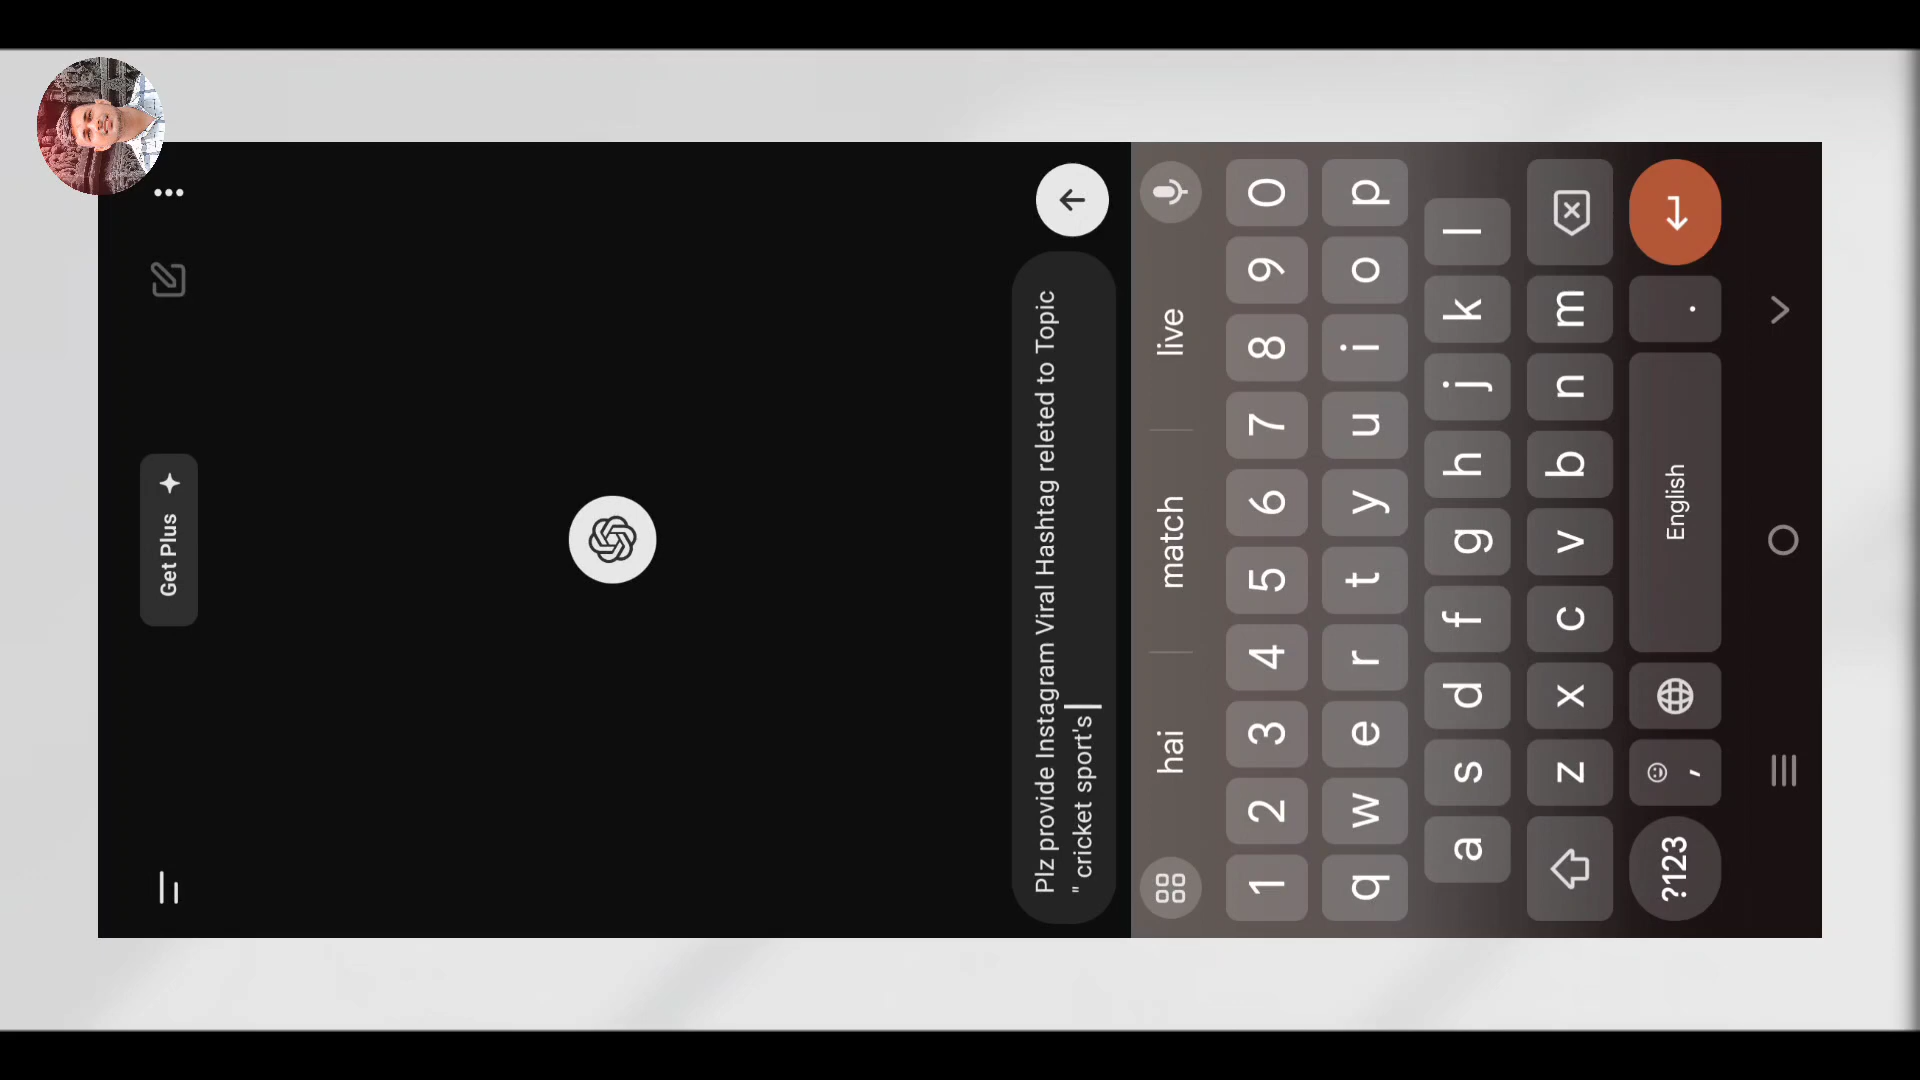 Get Plus
Plz provide Instagram Viral Hashtag releted to Topic
" cricket sport's
hai match live
1 2 3 4 5 6 7 8 9 0
q w e r t y u i o p
a s d f g h j k l
z x c v b n m
?123 , English .